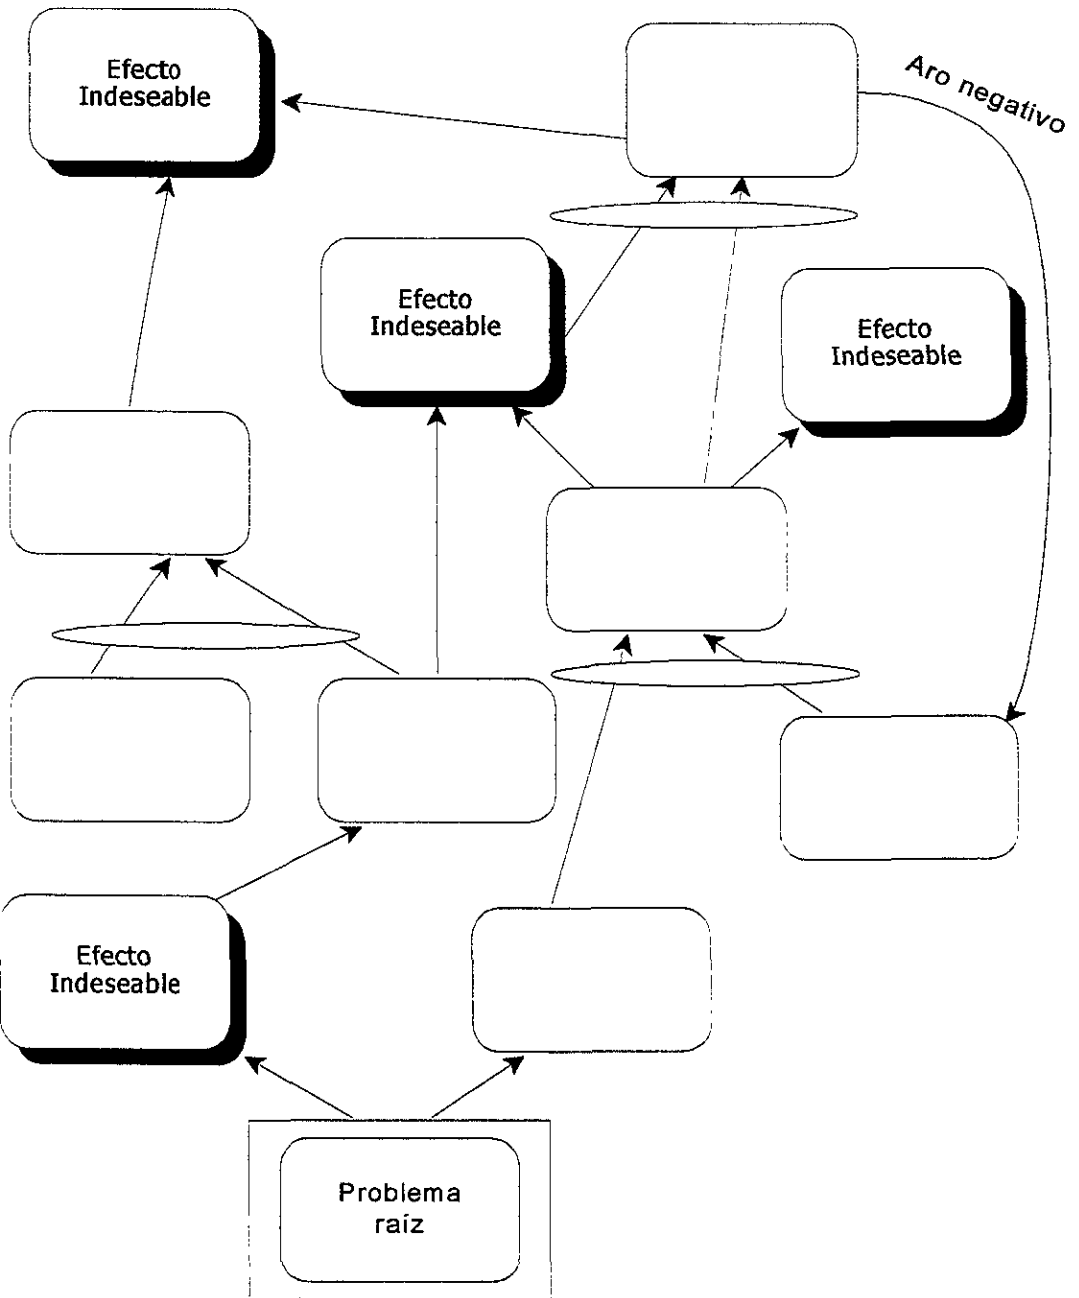 Efecto
Indeseable
Aro negativo
Efecto
Indeseable
Efecto
Indeseable
Efecto
Indeseable
Problema
raíz